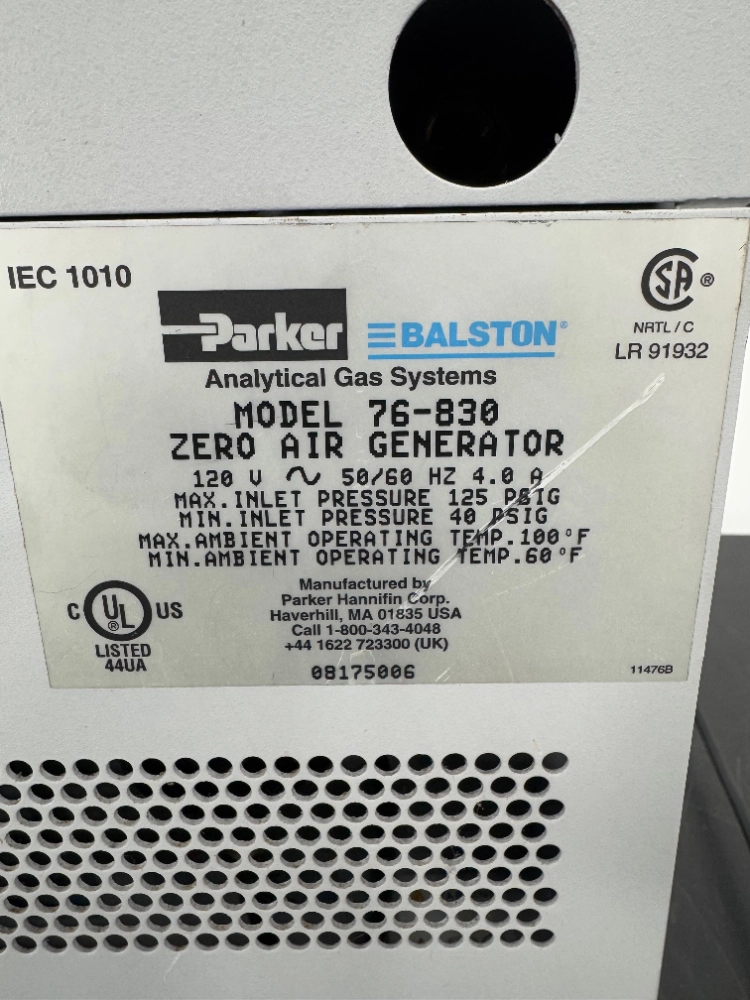 IEC 1010
Parker
BALSTON®
SA ®
NRTL / C
LR 91932
Analytical Gas Systems
MODEL 76-830
ZERO AIR GENERATOR
120 V ∿ 50/60 HZ 4.0 A
MAX.INLET PRESSURE 125 PSIG
MIN.INLET PRESSURE 40 PSIG
MAX.AMBIENT OPERATING TEMP.100°F
MIN.AMBIENT OPERATING TEMP.60°F
Manufactured by
Parker Hannifin Corp.
Haverhill, MA 01835 USA
Call 1-800-343-4048
+44 1622 723300 (UK)
C UL ® US
LISTED
44UA
08175006
11476B